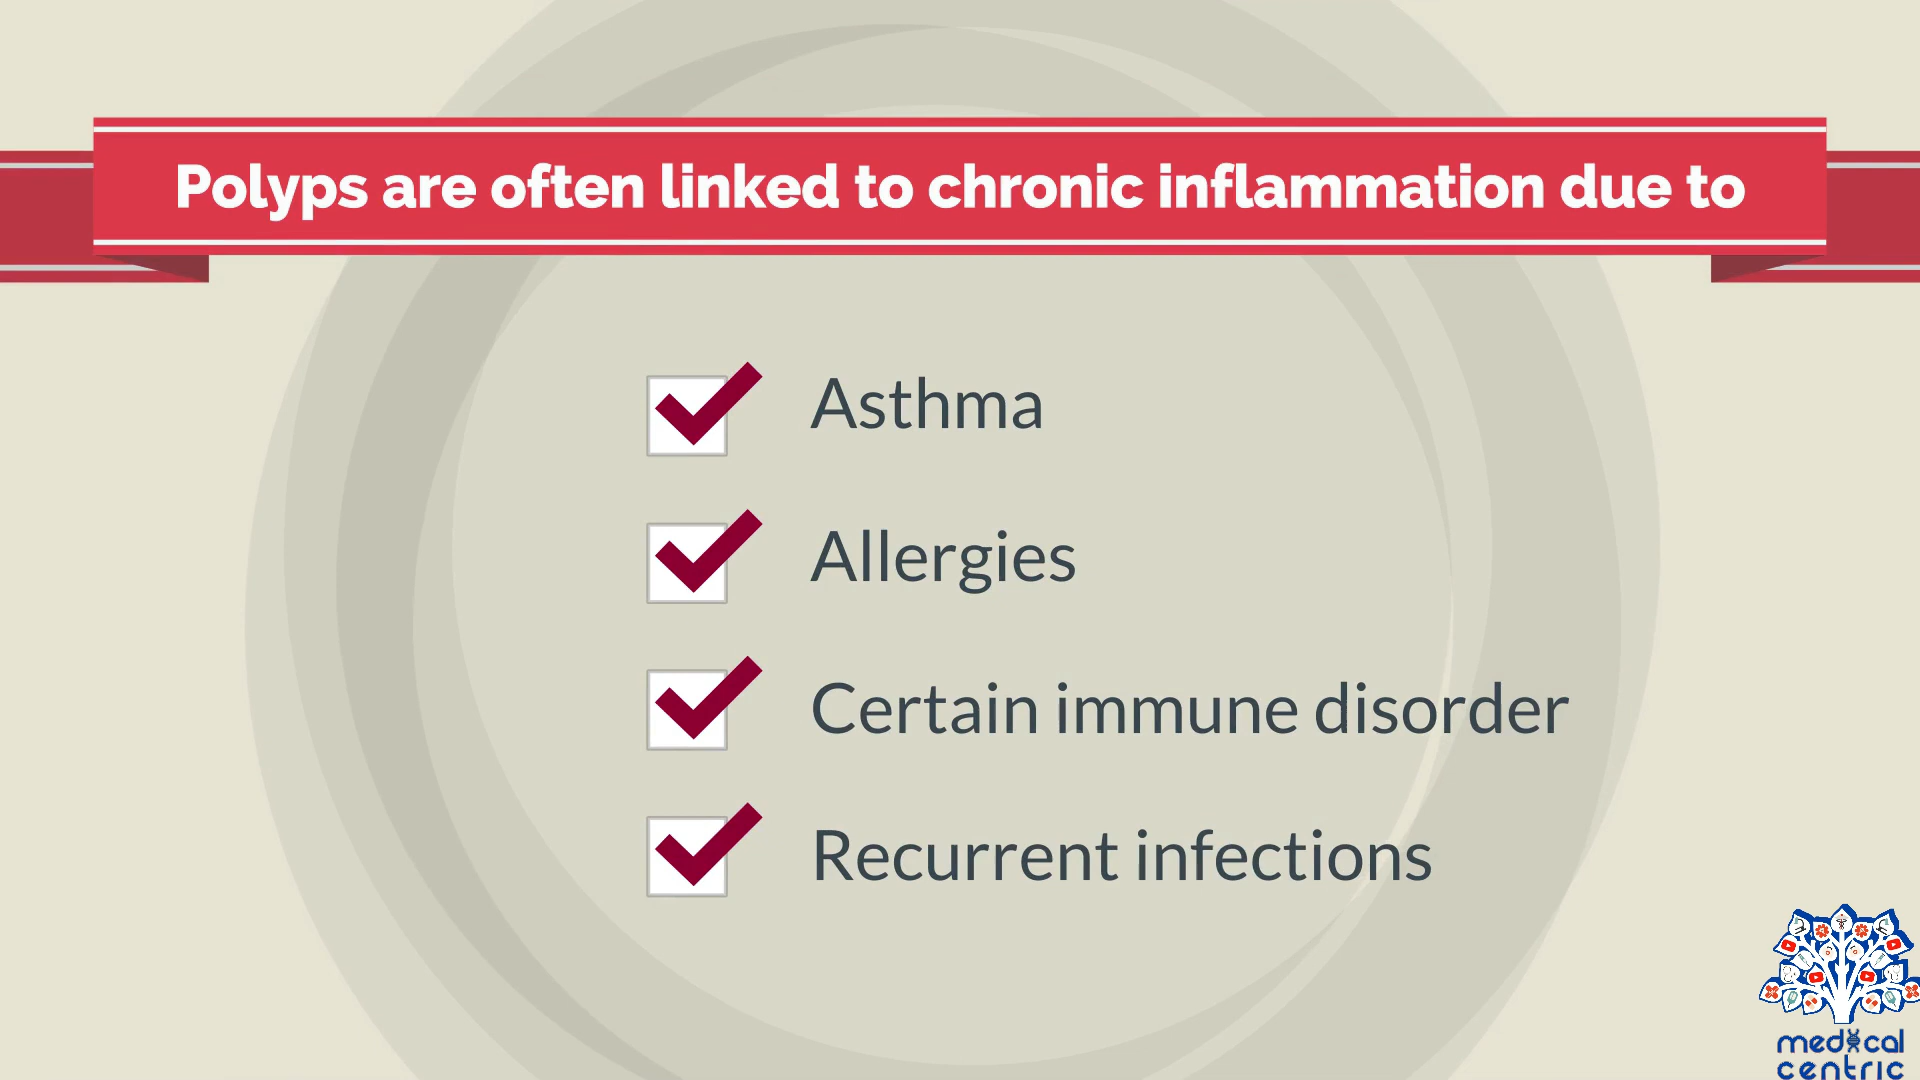 Polyps are often linked to chronic inflammation due to
Asthma
Allergies
Certain immune disorder
Recurrent infections
medical
centric